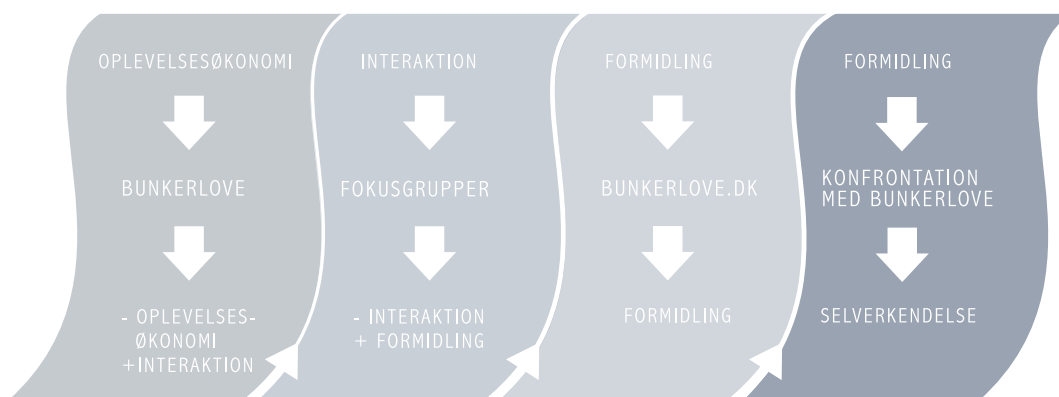 OPLEVELSESØKONOMI
BUNKERLOVE
- OPLEVELSES-
ØKONOMI
+INTERAKTION
INTERAKTION
FOKUSGRUPPER
- INTERAKTION
+ FORMIDLING
FORMIDLING
BUNKERLOVE.DK
FORMIDLING
FORMIDLING
KONFRONTATION
MED BUNKERLOVE
SELVERKENDELSE